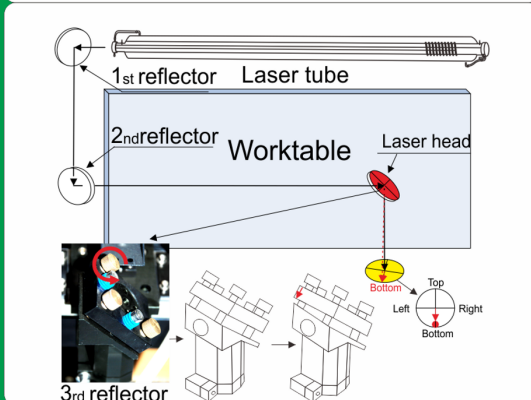 1st reflector Laser tube
2ndreflector
Worktable
Laser head
Bottom
Top
Left Right
Bottom
3rd reflector